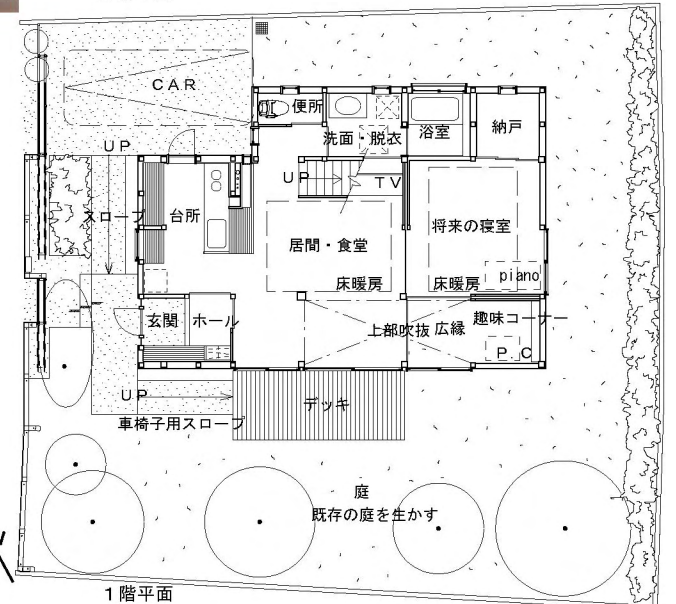 CAR
便所
洗面・脱衣
浴室
納戸
UP
UP
TV
スロープ
台所
居間・食堂
将来の寝室
床暖房
床暖房
piano
玄関
ホール
上部吹抜
広縁
趣味コーナー
P.C
UP
デッキ
車椅子用スロープ
庭
既存の庭を生かす
1階平面